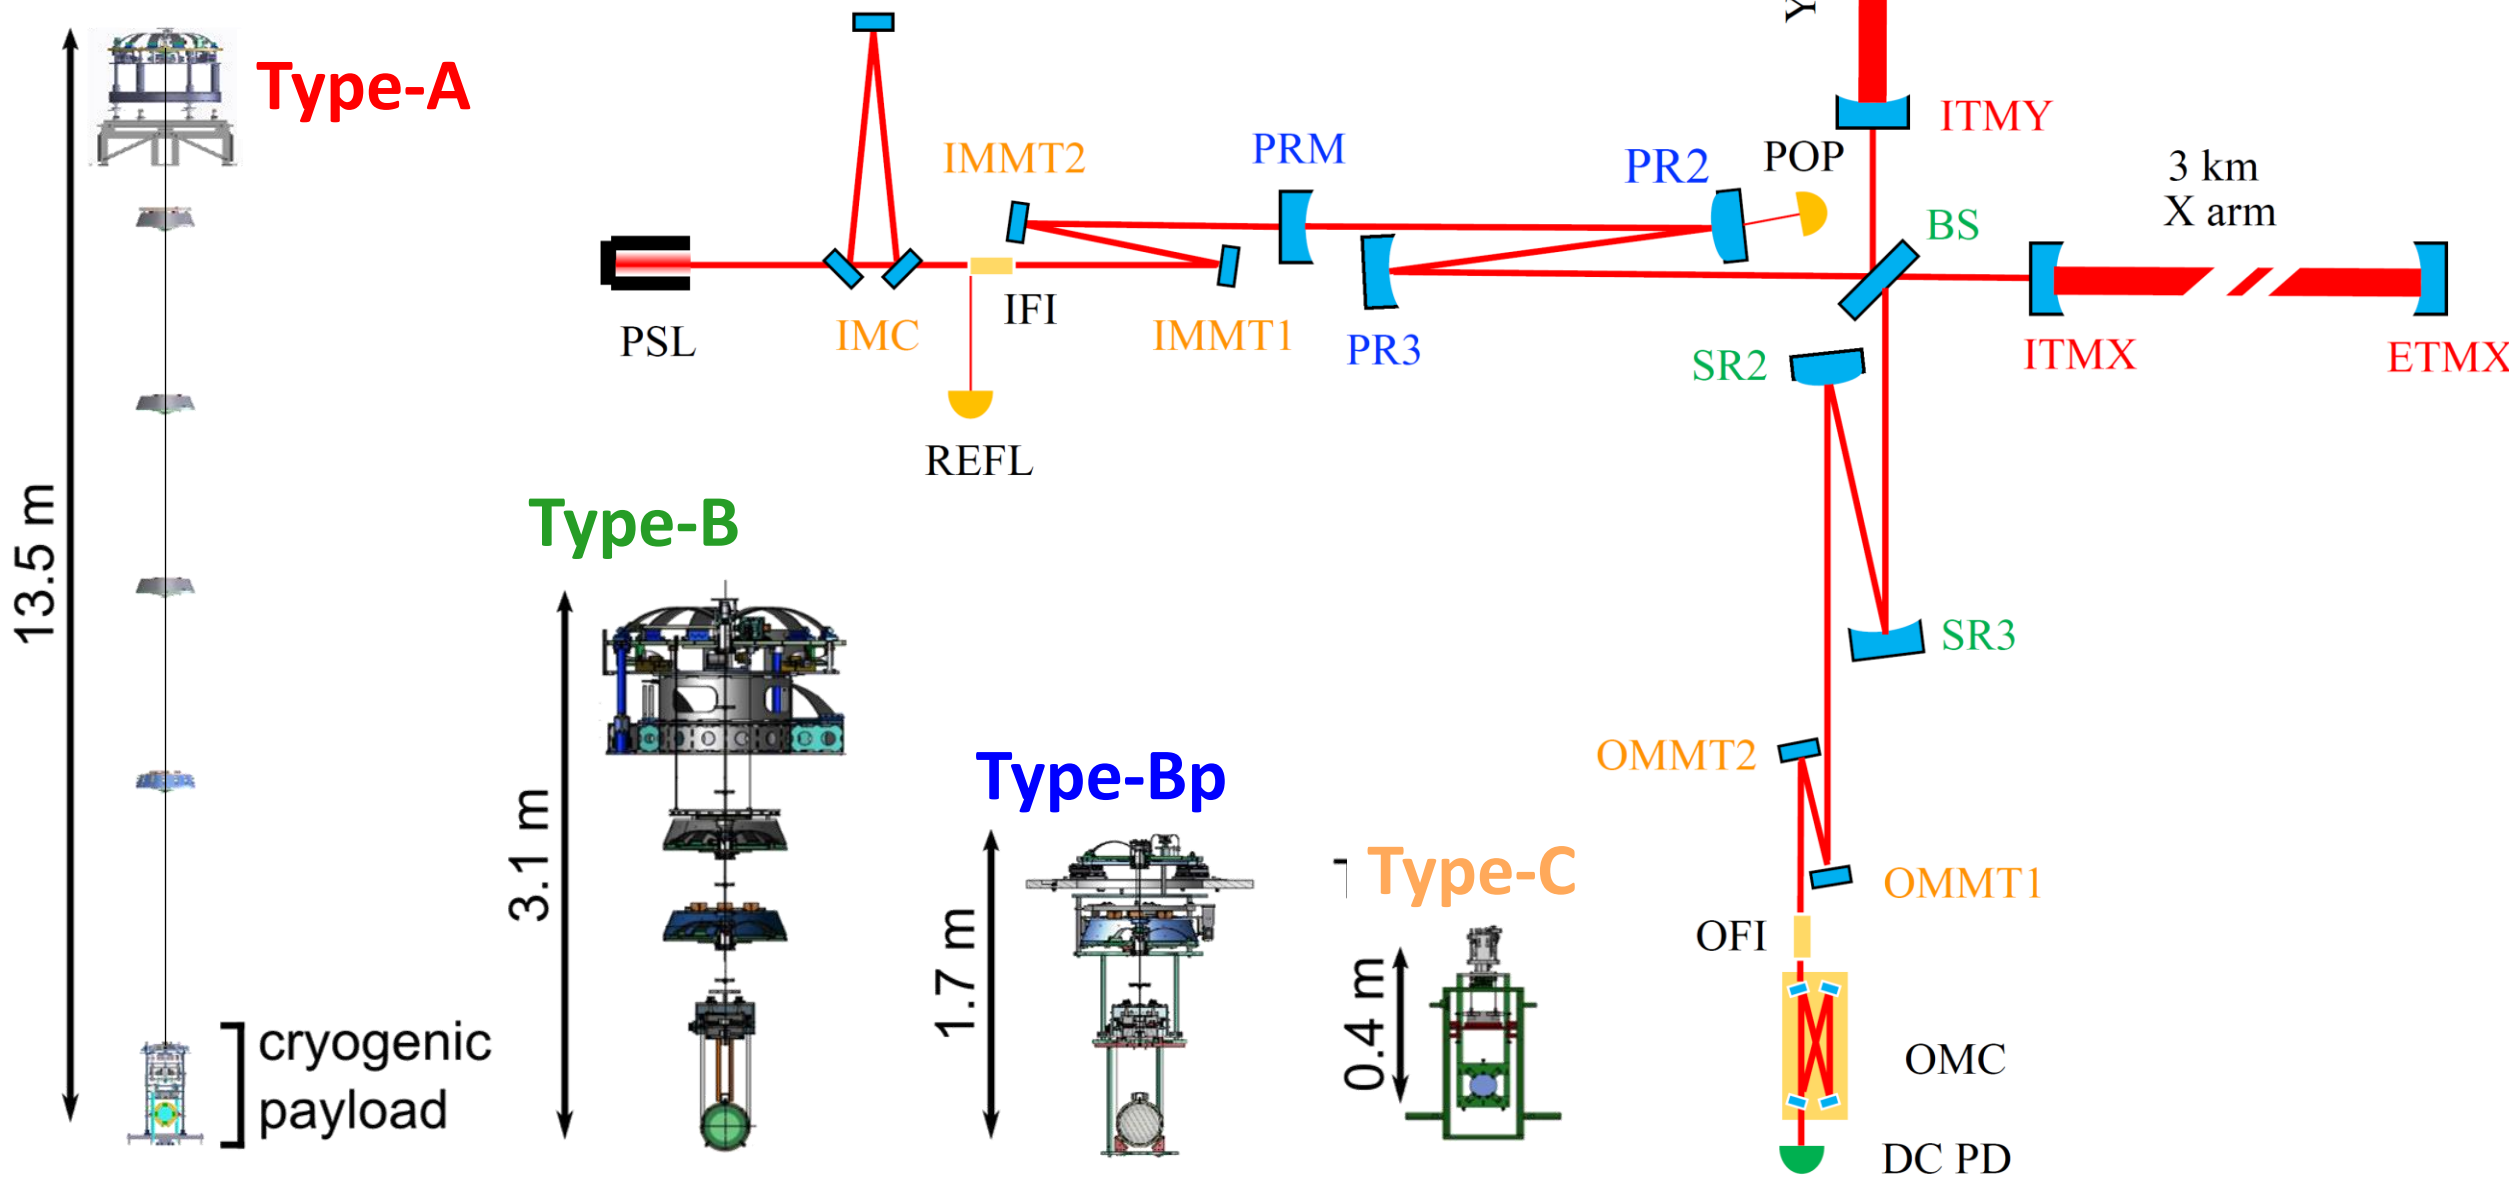 Y
Type-A
13.5 m
cryogenic
payload
Type-B
3.1 m
Type-Bp
1.7 m
Type-C
0.4 m
PSL
IMC
IFI
REFL
IMMT2
IMMT1
PRM
PR3
PR2
POP
ITMY
BS
3 km
X arm
ITMX
ETMX
SR2
SR3
OMMT2
OMMT1
OFI
OMC
DC PD